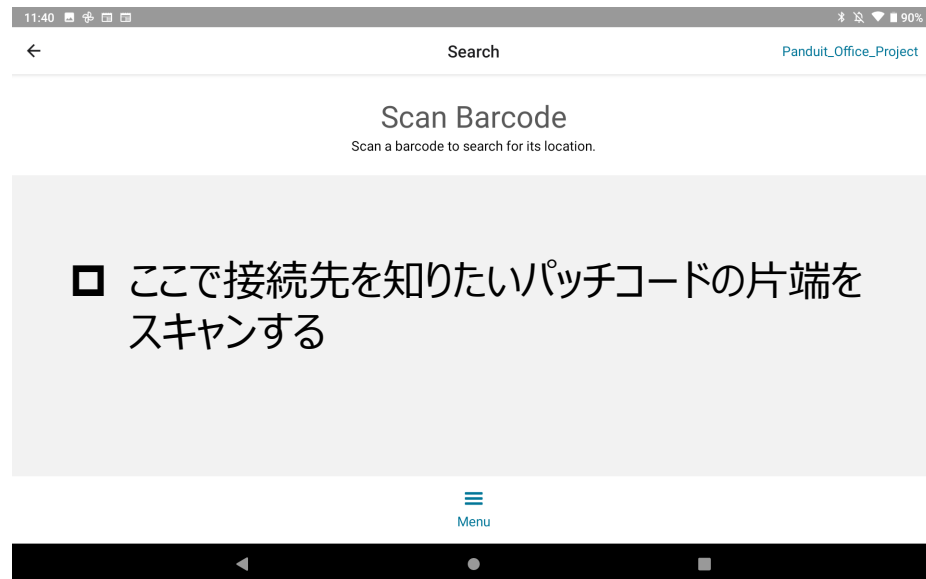 11:40
90%
Search
Panduit_Office_Project
Scan Barcode
Scan a barcode to search for its location.
ここで接続先を知りたいパッチコードの片端を
スキャンする
Menu